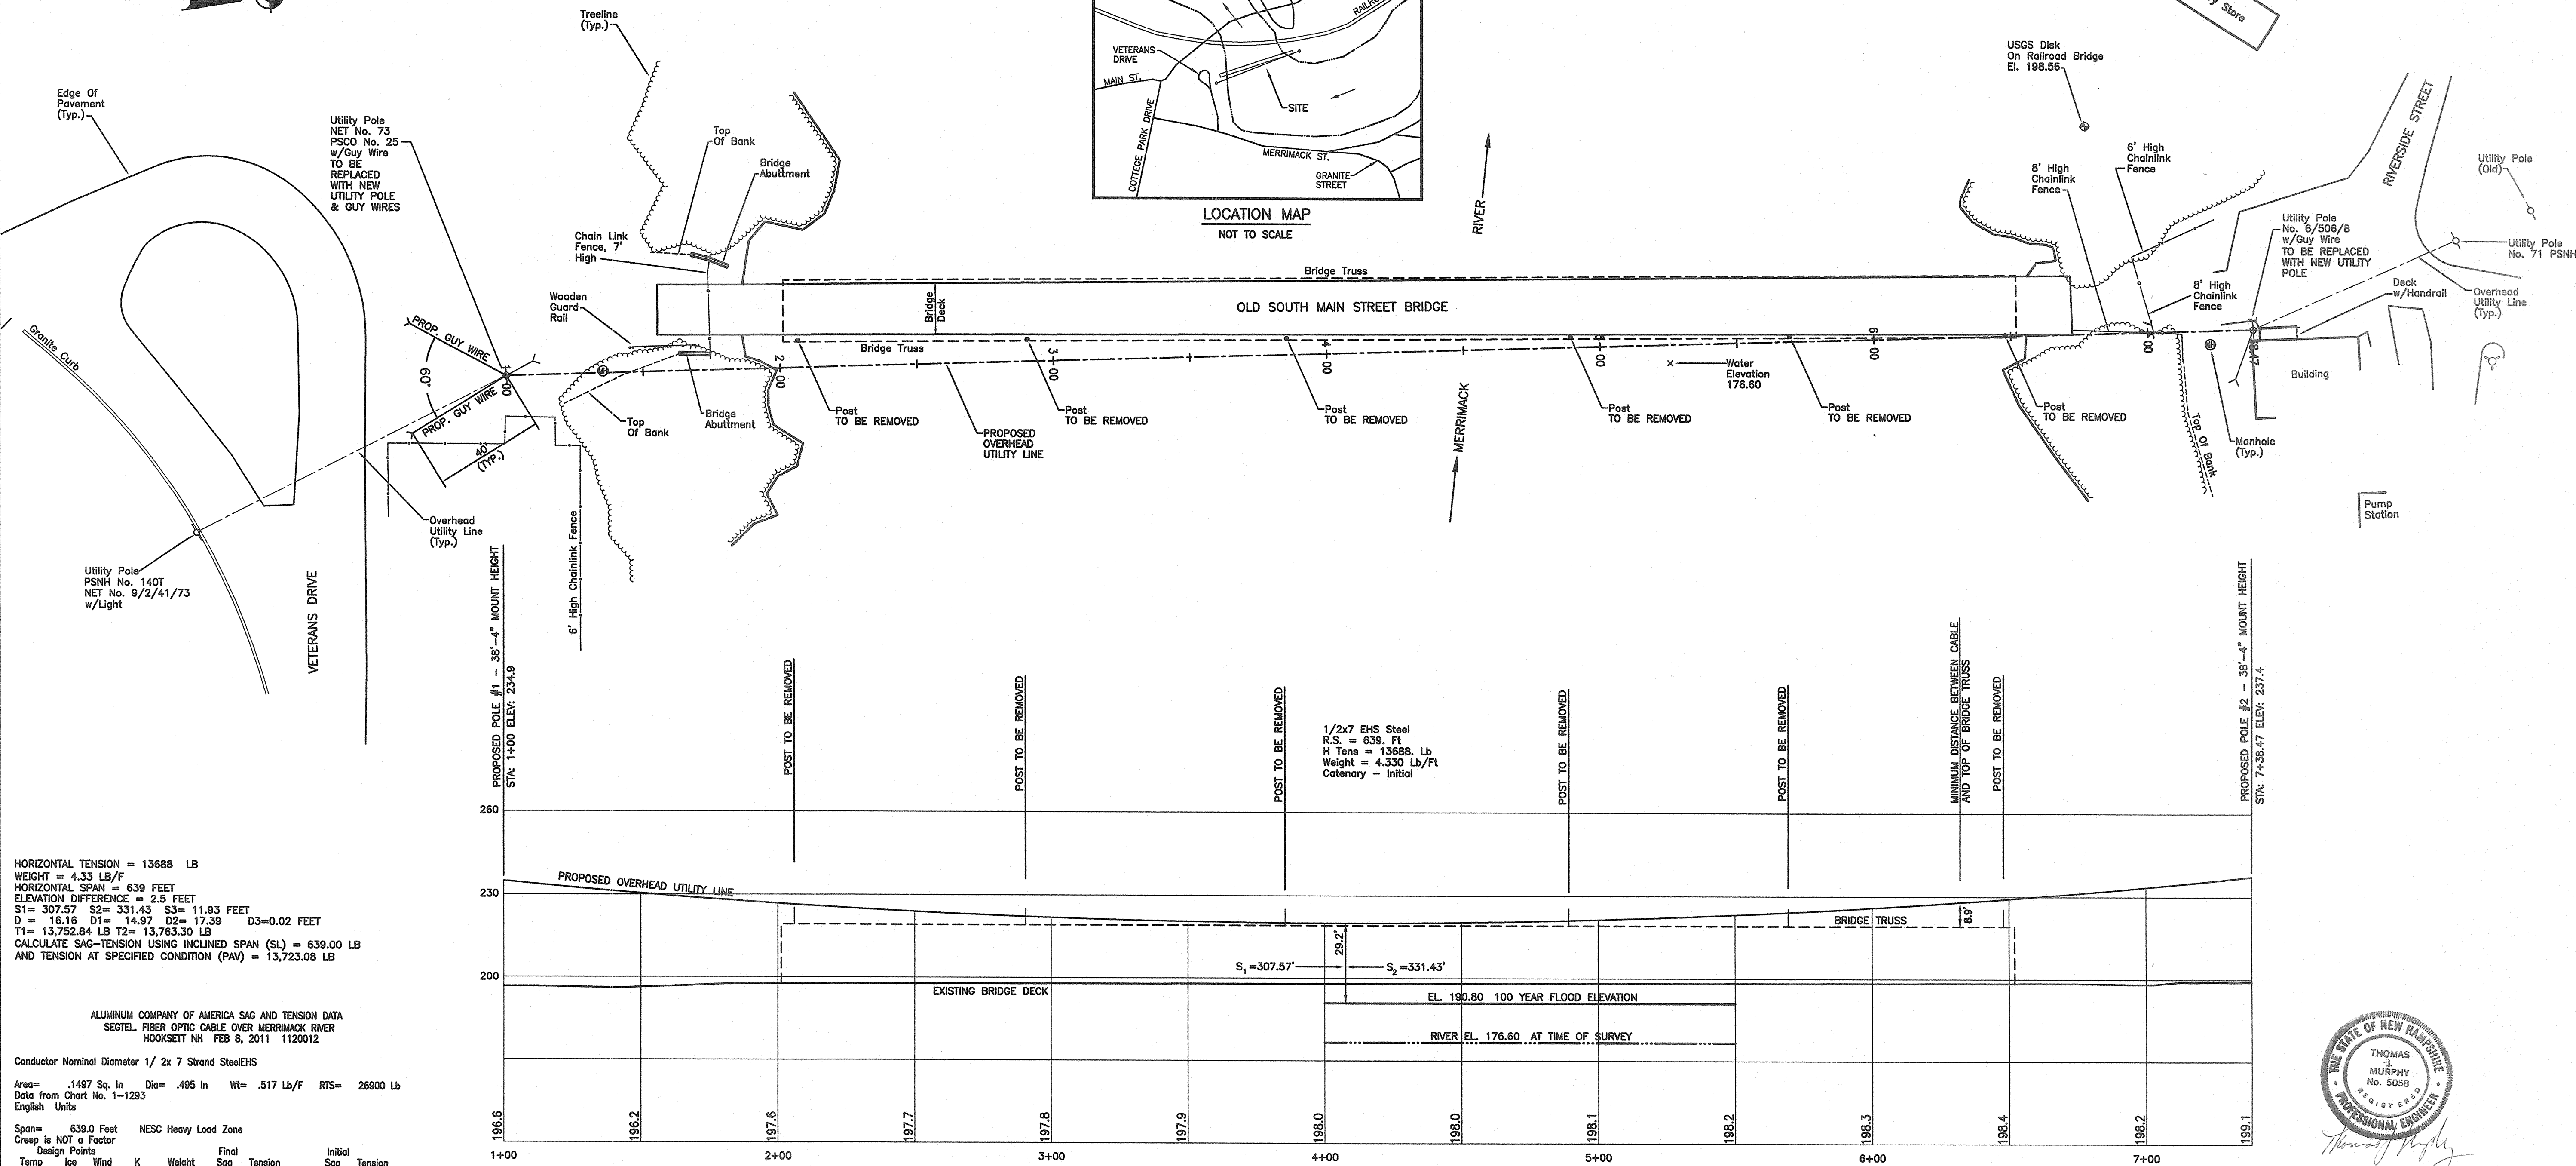 Treeline
(Typ.)
Edge Of
Pavement
(Typ.)
Utility Pole
NET No. 73
PSCO No. 25
w/Guy Wire
TO BE
REPLACED
WITH NEW
UTILITY POLE
& GUY WIRES
Top
Of Bank
Bridge
Abuttment
Chain Link
Fence, 7'
High
Wooden
Guard
Rail
VETERANS
DRIVE
MAIN ST.
COTTEGE PARK DRIVE
SITE
MERRIMACK ST.
GRANITE
STREET
LOCATION MAP
NOT TO SCALE
RIVER
USGS Disk
On Railroad Bridge
El. 198.56
6' High
Chainlink
Fence
8' High
Chainlink
Fence
RIVERSIDE STREET
Utility Pole
(Old)
Utility Pole
No. 6/506/8
w/Guy Wire
TO BE REPLACED
WITH NEW UTILITY
POLE
Utility Pole
No. 71 PSNH
Deck
w/Handrail
Overhead
Utility Line
(Typ.)
8' High
Chainlink
Fence
Bridge Truss
Bridge
Deck
OLD SOUTH MAIN STREET BRIDGE
Bridge Truss
Granite Curb
PROP. GUY WIRE
60°
PROP. GUY WIRE
40'
(TYP.)
1+00
2+00
3+00
4+00
5+00
6+00
Top
Of Bank
Bridge
Abuttment
Post
TO BE REMOVED
PROPOSED
OVERHEAD
UTILITY LINE
Post
TO BE REMOVED
Post
TO BE REMOVED
Post
TO BE REMOVED
Water
Elevation
176.60
Post
TO BE REMOVED
Post
TO BE REMOVED
MERRIMACK
Building
Manhole
(Typ.)
Top Of Bank
Pump
Station
Overhead
Utility Line
(Typ.)
6' High Chainlink Fence
Utility Pole
PSNH No. 140T
NET No. 9/2/41/73
w/Light
VETERANS DRIVE
PROPOSED POLE #1 - 38'-4" MOUNT HEIGHT
STA: 1+00 ELEV: 234.9
POST TO BE REMOVED
POST TO BE REMOVED
POST TO BE REMOVED
1/2x7 EHS Steel
R.S. = 639. Ft
H Tens = 13688. Lb
Weight = 4.330 Lb/Ft
Catenary - Initial
POST TO BE REMOVED
POST TO BE REMOVED
MINIMUM DISTANCE BETWEEN CABLE
AND TOP OF BRIDGE TRUSS
POST TO BE REMOVED
PROPOSED POLE #2 - 38'-4" MOUNT HEIGHT
STA: 7+38.47 ELEV: 237.4
260
230
200
PROPOSED OVERHEAD UTILITY LINE
BRIDGE TRUSS
8.9'
29.2'
S1 =307.57'
S2 =331.43'
EXISTING BRIDGE DECK
EL. 190.80 100 YEAR FLOOD ELEVATION
RIVER EL. 176.60 AT TIME OF SURVEY
196.6
196.2
197.6
197.7
197.8
197.9
198.0
198.0
198.1
198.2
198.3
198.4
198.2
199.1
1+00
2+00
3+00
4+00
5+00
6+00
7+00
HORIZONTAL TENSION = 13688 LB
WEIGHT = 4.33 LB/F
HORIZONTAL SPAN = 639 FEET
ELEVATION DIFFERENCE = 2.5 FEET
S1= 307.57 S2= 331.43 S3= 11.93 FEET
D = 16.16 D1= 14.97 D2= 17.39 D3=0.02 FEET
T1= 13,752.84 LB T2= 13,763.30 LB
CALCULATE SAG-TENSION USING INCLINED SPAN (SL) = 639.00 LB
AND TENSION AT SPECIFIED CONDITION (PAV) = 13,723.08 LB
ALUMINUM COMPANY OF AMERICA SAG AND TENSION DATA
SEGTEL FIBER OPTIC CABLE OVER MERRIMACK RIVER
HOOKSETT NH FEB 8, 2011 1120012
Conductor Nominal Diameter 1/ 2x 7 Strand SteelEHS
Area= .1497 Sq. In Dia= .495 In Wt= .517 Lb/F RTS= 26900 Lb
Data from Chart No. 1-1293
English Units
Span= 639.0 Feet NESC Heavy Load Zone
Creep is NOT a Factor
Design Points Final Initial
Temp Ice Wind K Weight Sag Tension Sag Tension
THE STATE OF NEW HAMPSHIRE
THOMAS
J.
MURPHY
No. 5058
REGISTERED
PROFESSIONAL ENGINEER